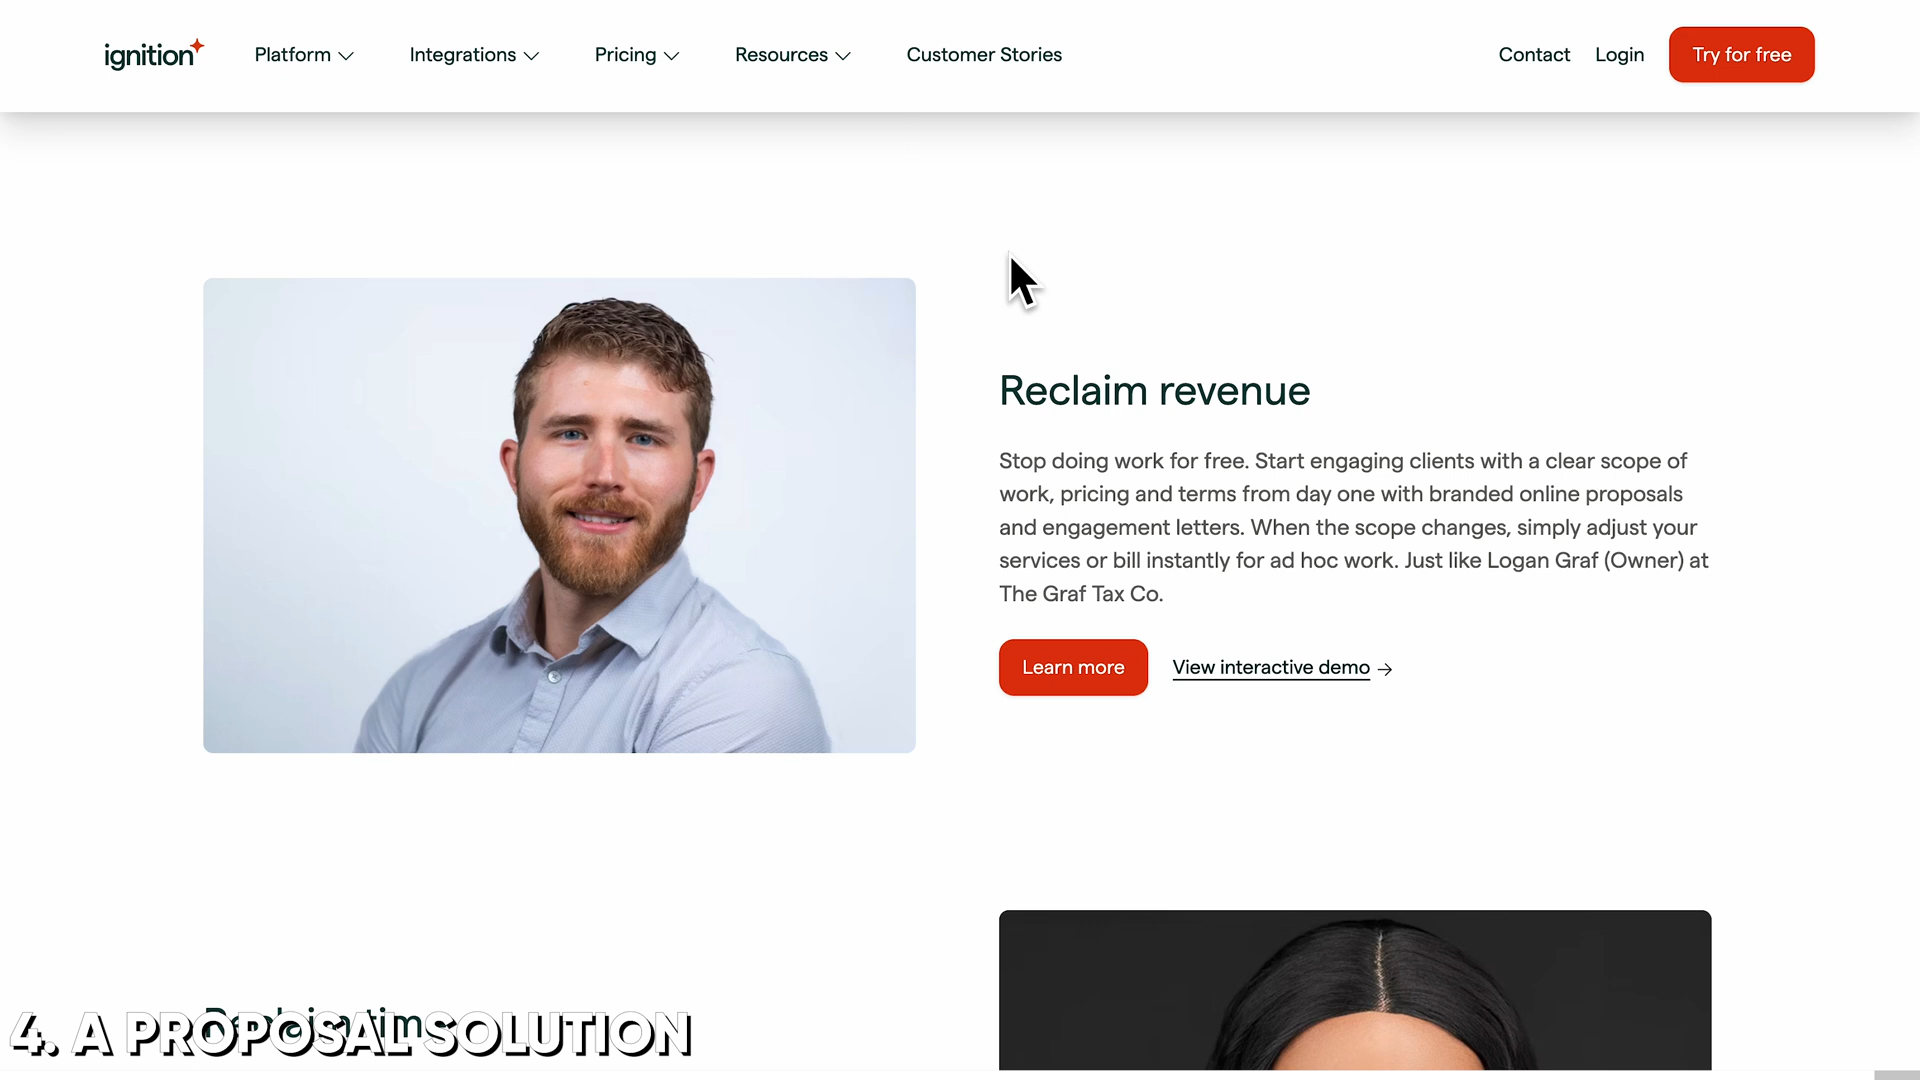 ignition
Platform
Integrations
Pricing
Resources
Customer Stories
Contact
Login
Try for free
Reclaim revenue
Stop doing work for free. Start engaging clients with a clear scope of
work, pricing and terms from day one with branded online proposals
and engagement letters. When the scope changes, simply adjust your
services or bill instantly for ad hoc work. Just like Logan Graf (Owner) at
The Graf Tax Co.
Learn more
View interactive demo →
Reclaim time
4. A PROPOSAL SOLUTION